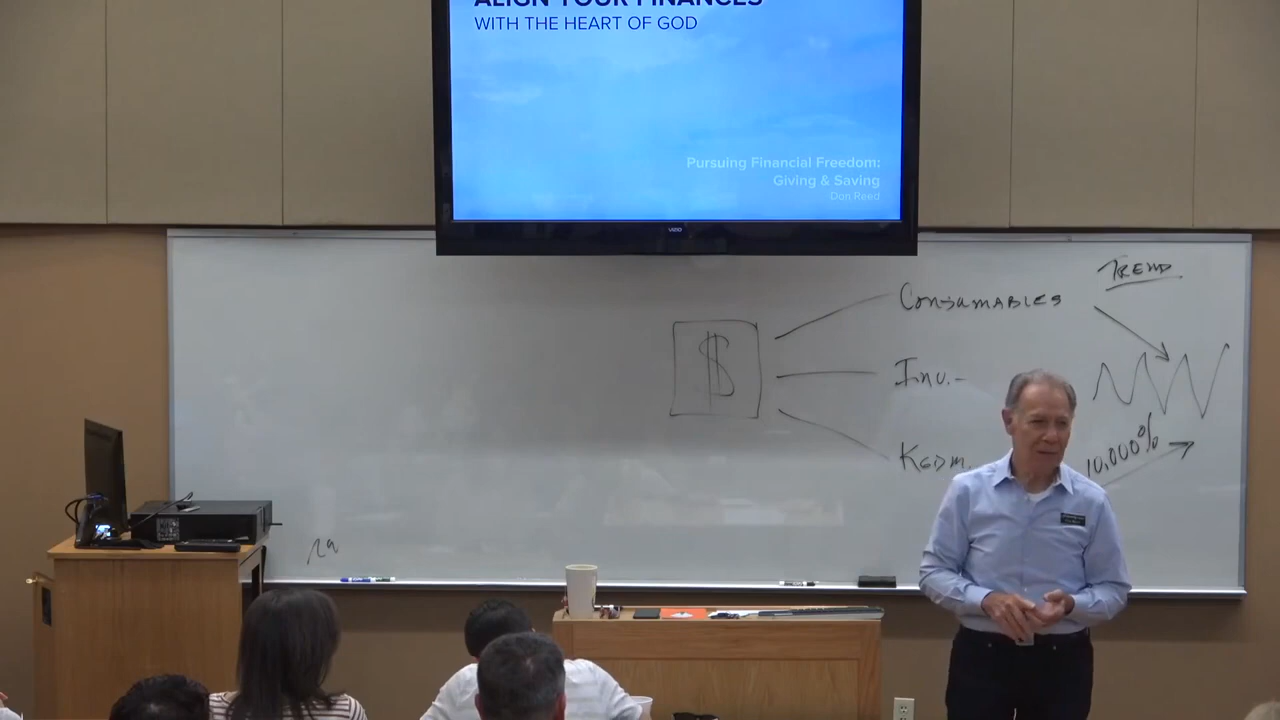 ALIGN YOUR FINANCES
WITH THE HEART OF GOD
Pursuing Financial Freedom:
Giving & Saving
Don Reed
VIZIO
TREND
CONSUMABLES
$
INV.-
KGDM.
10,000%